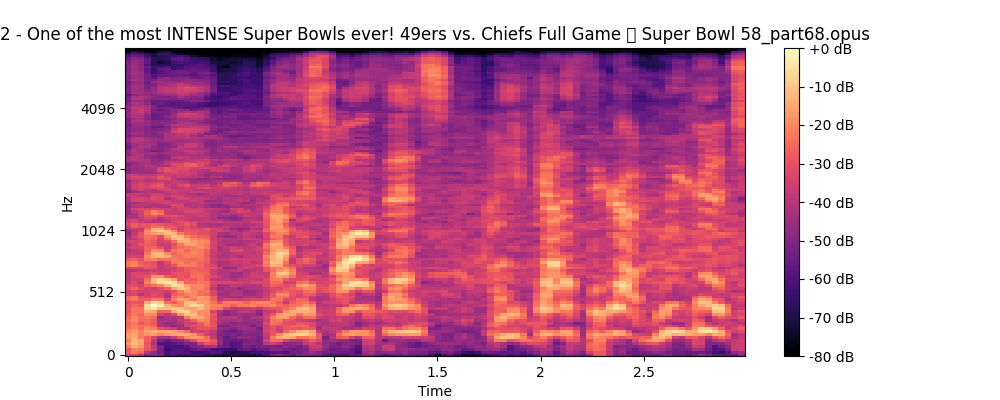 2 - One of the most INTENSE Super Bowls ever! 49ers vs. Chiefs Full Game Super Bowl 58_part68.opus
+0 dB
-10 dB
-20 dB
-30 dB
-40 dB
-50 dB
-60 dB
-70 dB
-80 dB
Hz
4096
2048
1024
512
0
0
0.5
1
1.5
2
2.5
Time